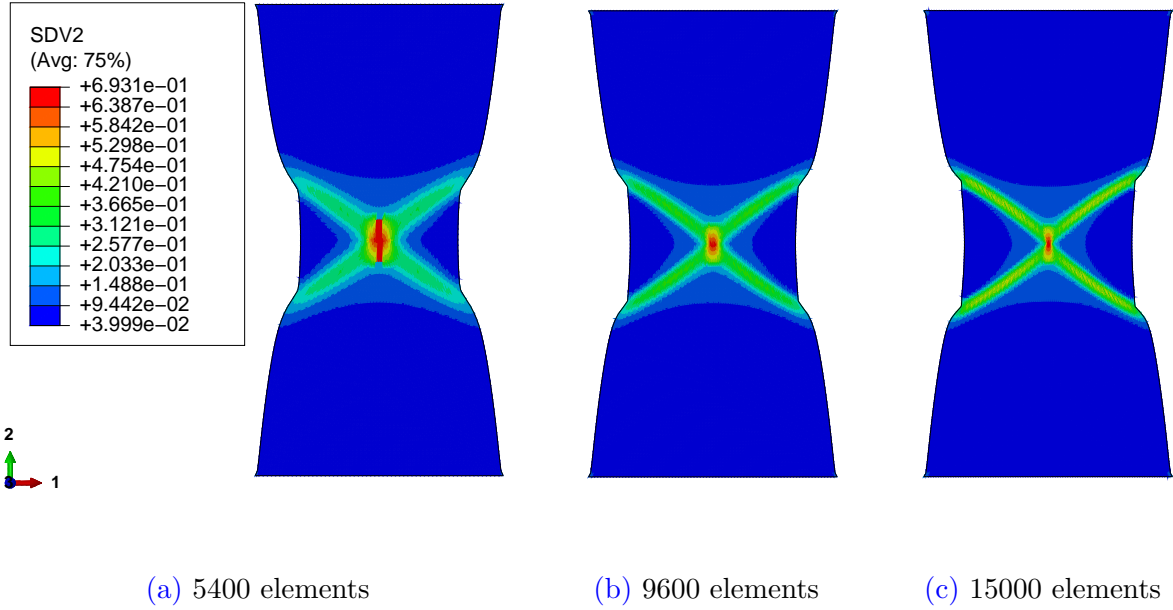 SDV2
(Avg: 75%)
+6.931e−01
+6.387e−01
+5.842e−01
+5.298e−01
+4.754e−01
+4.210e−01
+3.665e−01
+3.121e−01
+2.577e−01
+2.033e−01
+1.488e−01
+9.442e−02
+3.999e−02
2
3
1
(a) 5400 elements
(b) 9600 elements
(c) 15000 elements